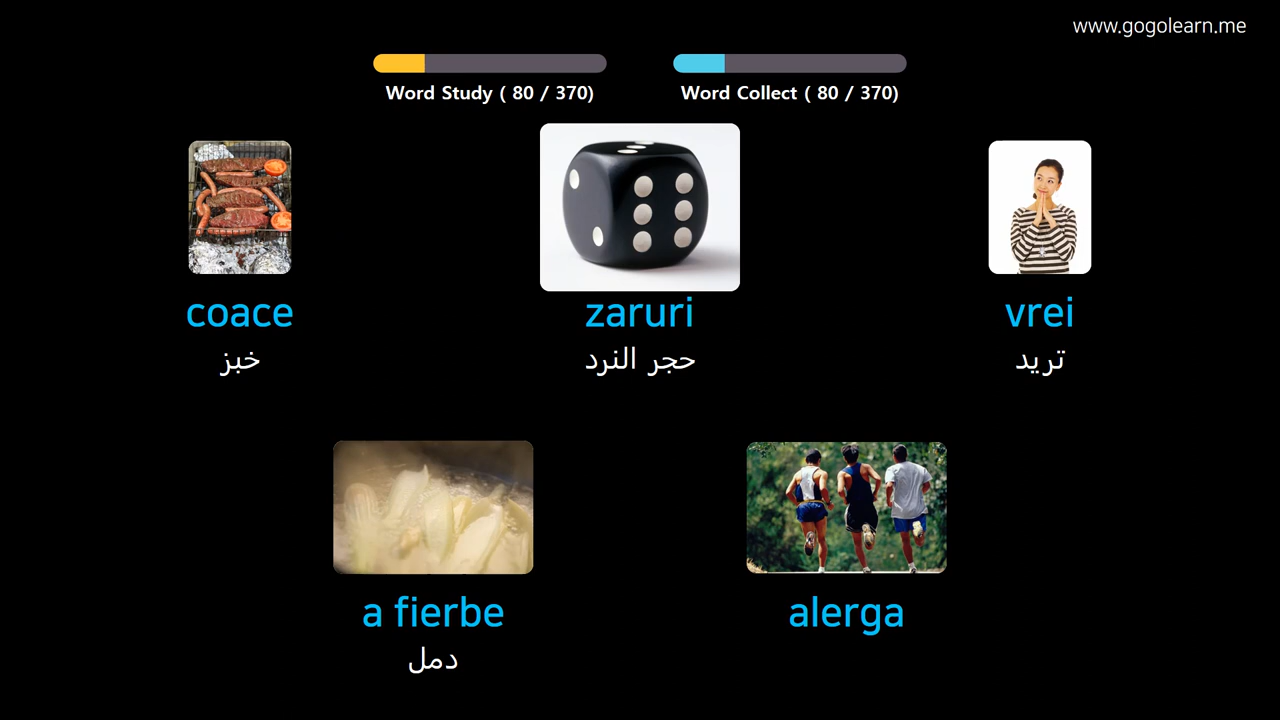 www.gogolearn.me
Word Study ( 80 / 370)
Word Collect ( 80 / 370)
coace
خبز
zaruri
حجر النرد
vrei
تريد
a fierbe
دمل
alerga